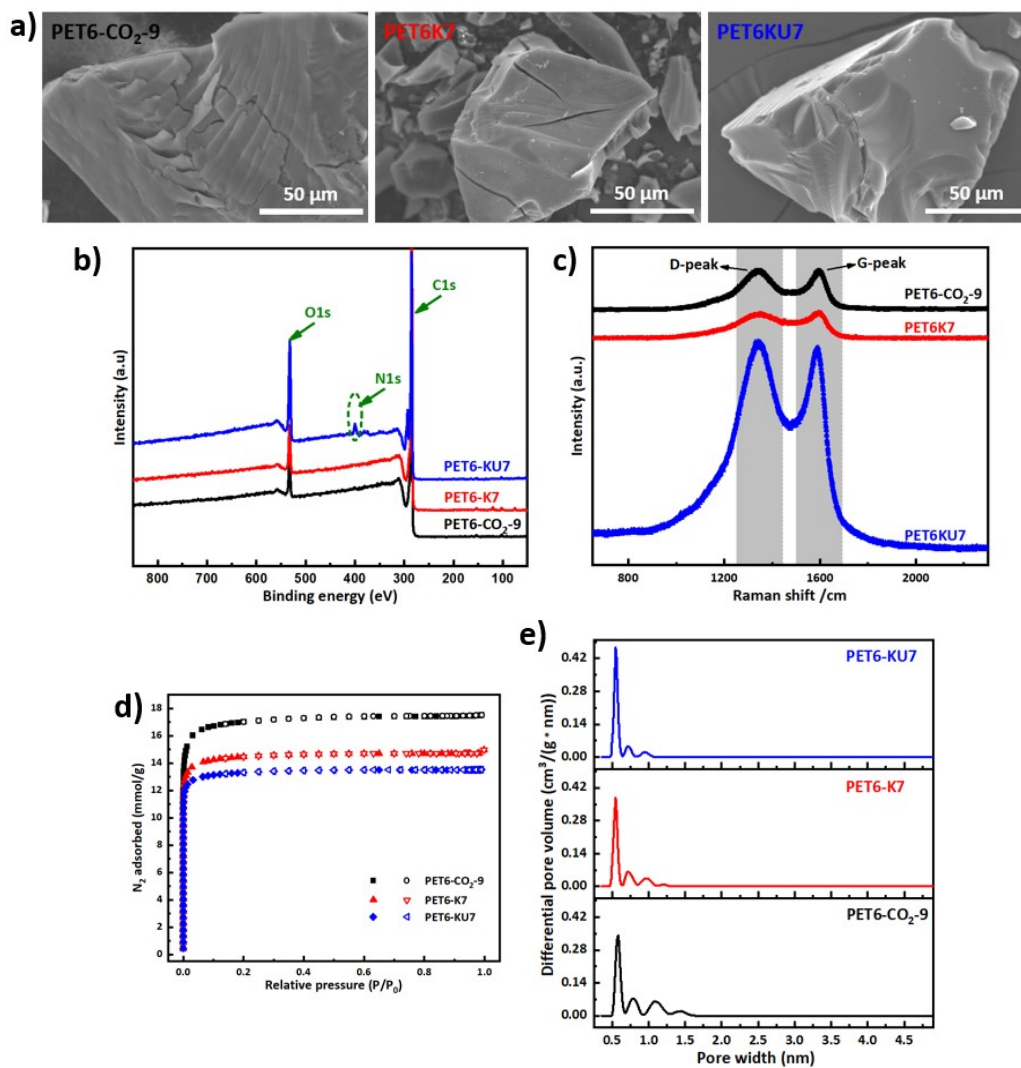 a)
PET6-CO₂-9
PET6K7
PET6KU7
50 µm
50 µm
50 µm
b)
O1s
C1s
N1s
PET6-KU7
PET6-K7
PET6-CO₂-9
Intensity (a.u)
800 700 600 500 400 300 200 100
Binding energy (eV)
c)
D-peak
G-peak
PET6-CO₂-9
PET6K7
PET6KU7
Intensity (a.u.)
800 1200 1600 2000
Raman shift /cm
d)
18
16
14
12
10
8
6
4
2
0
N₂ adsorbed (mmol/g)
PET6-CO₂-9
PET6-K7
PET6-KU7
0.0 0.2 0.4 0.6 0.8 1.0
Relative pressure (P/P₀)
e)
PET6-KU7
0.42
0.28
0.14
0.00
PET6-K7
0.42
0.28
0.14
0.00
PET6-CO₂-9
0.42
0.28
0.14
0.00
Differential pore volume (cm³/(g * nm))
0.5 1.0 1.5 2.0 2.5 3.0 3.5 4.0 4.5
Pore width (nm)